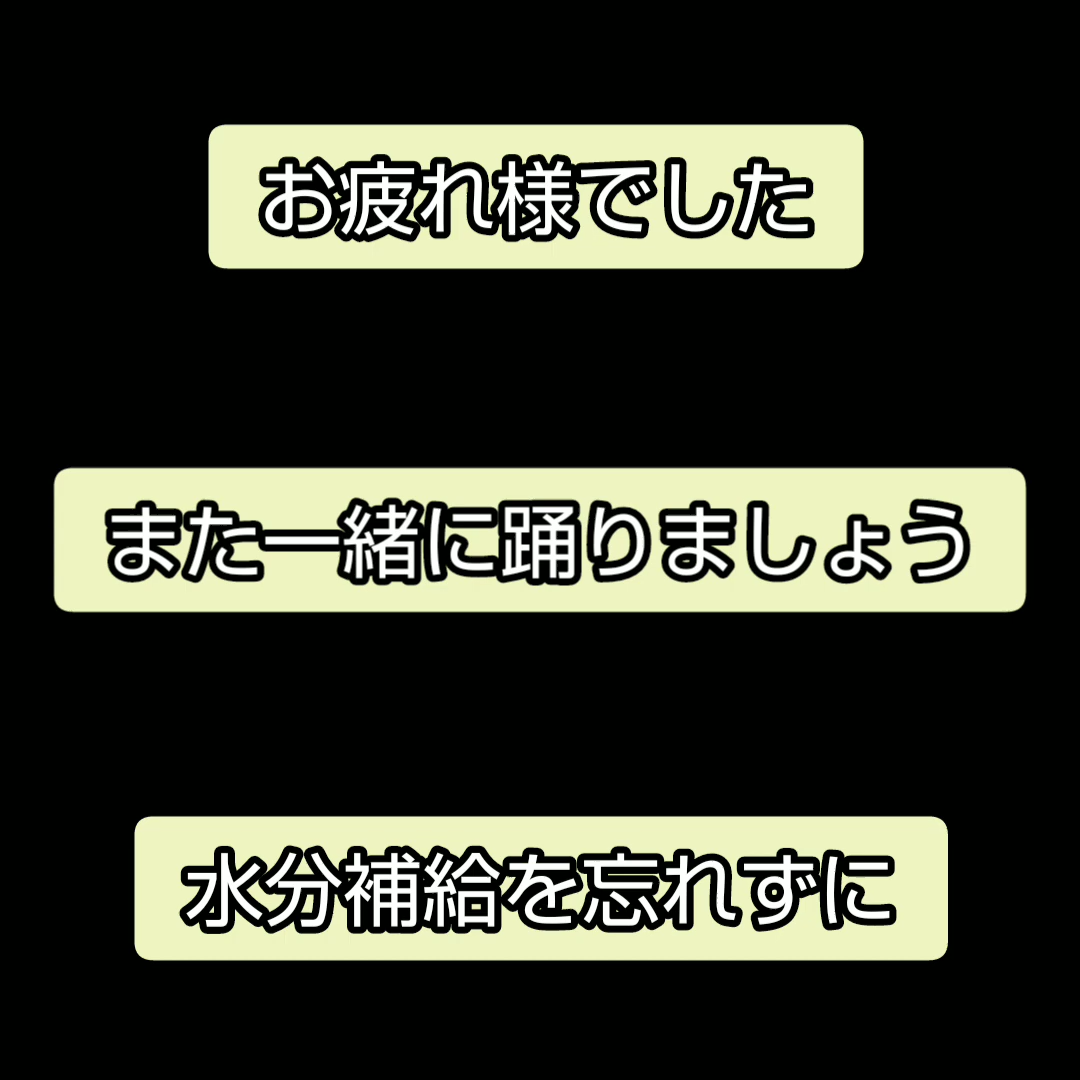 お疲れ様でした
また一緒に踊りましょう
水分補給を忘れずに